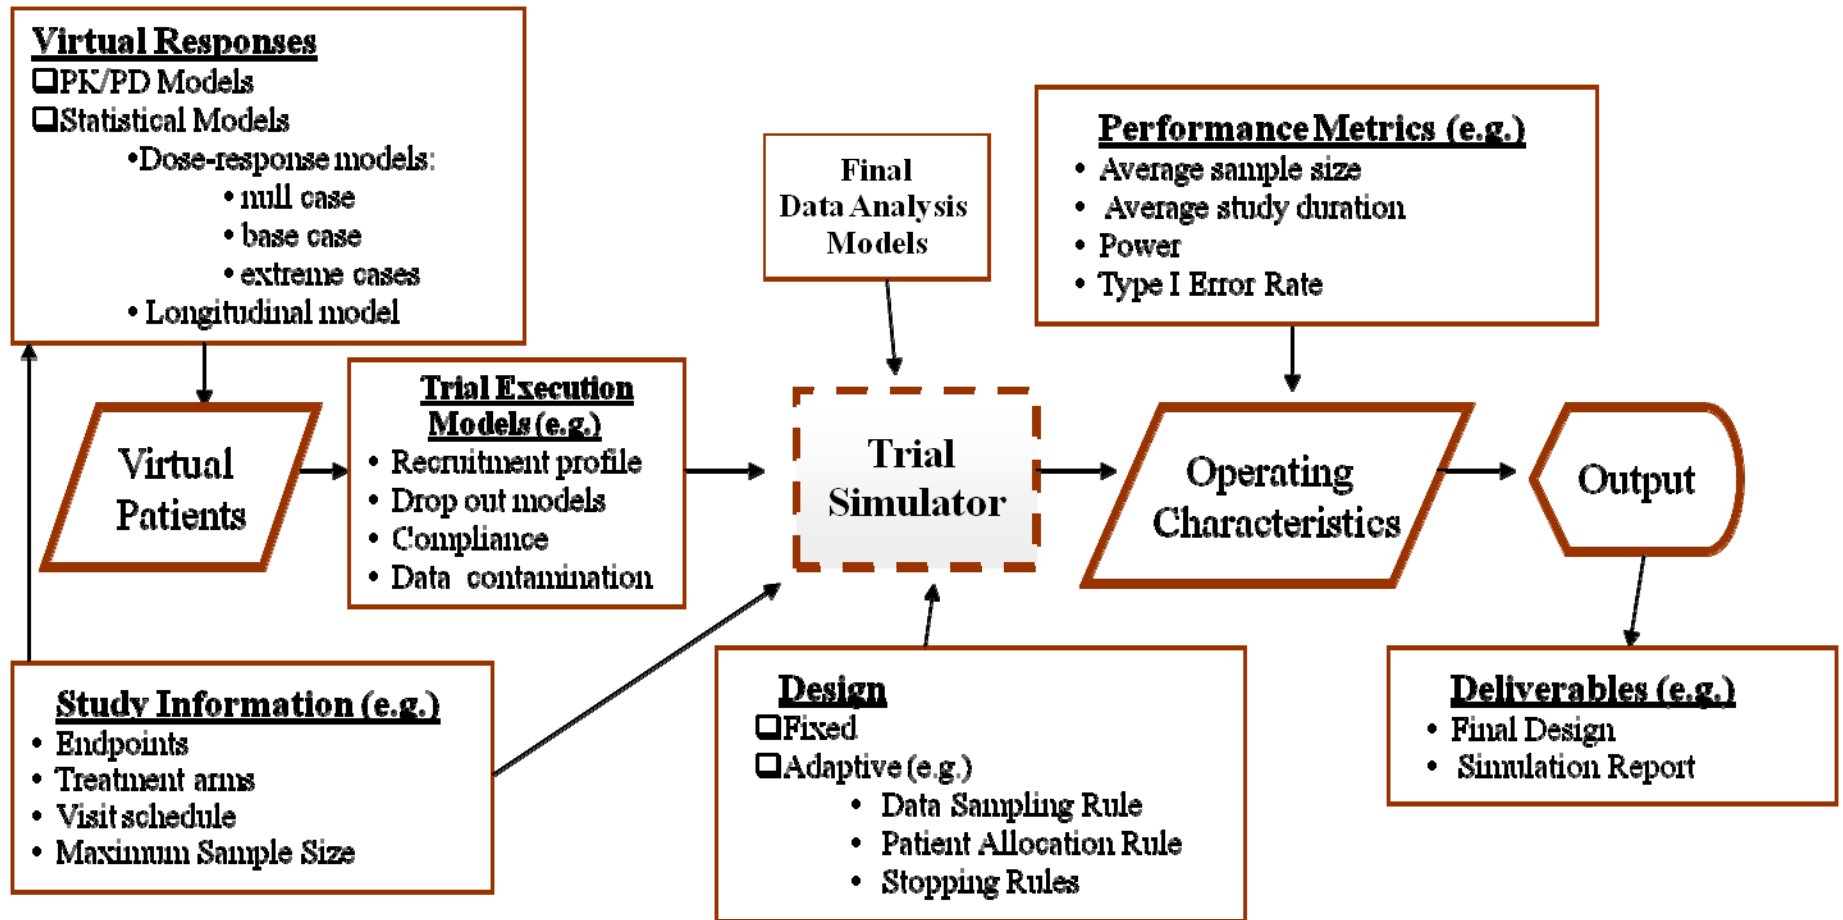 Virtual Responses
❑PK/PD Models
❑Statistical Models
•Dose-response models:
• null case
• base case
• extreme cases
• Longitudinal model
Virtual
Patients
Trial Execution
Models (e.g.)
• Recruitment profile
• Drop out models
• Compliance
• Data contamination
Study Information (e.g.)
• Endpoints
• Treatment arms
• Visit schedule
• Maximum Sample Size
Final
Data Analysis
Models
Trial
Simulator
Design
❑Fixed
❑Adaptive (e.g.)
• Data Sampling Rule
• Patient Allocation Rule
• Stopping Rules
Performance Metrics (e.g.)
• Average sample size
• Average study duration
• Power
• Type I Error Rate
Operating
Characteristics
Output
Deliverables (e.g.)
• Final Design
• Simulation Report